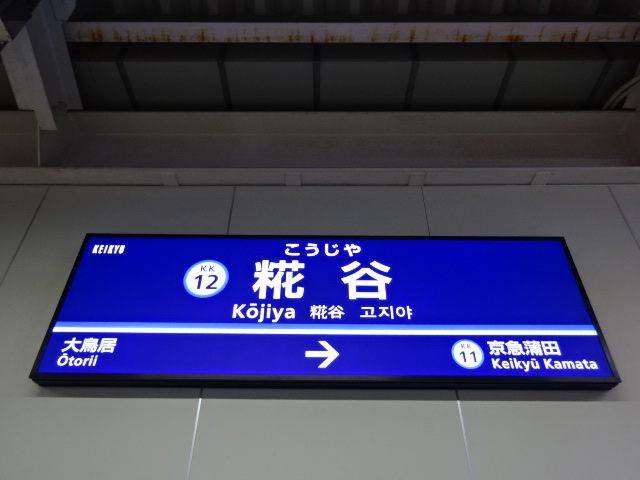 KEIKYU
こうじや
KK 12 糀谷
Kōjiya 糀谷 고지야
大鳥居 → KK 11 京急蒲田
Ōtorii Keikyū Kamata